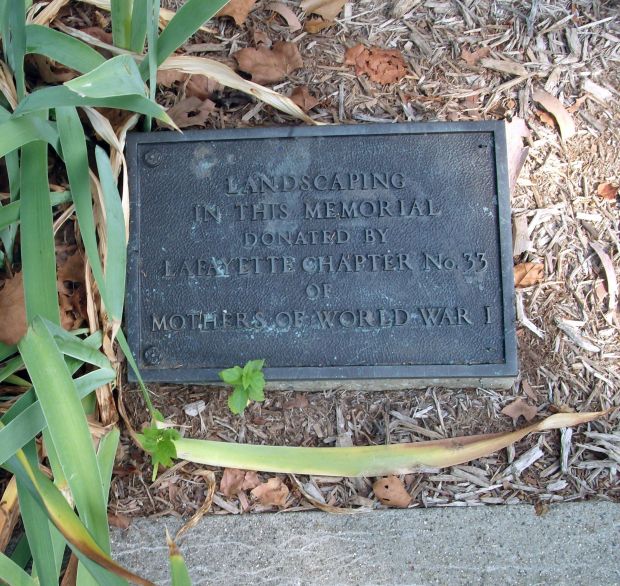 LANDSCAPING
IN THIS MEMORIAL
DONATED BY
LAFAYETTE CHAPTER No. 33
OF
MOTHERS OF WORLD WAR I